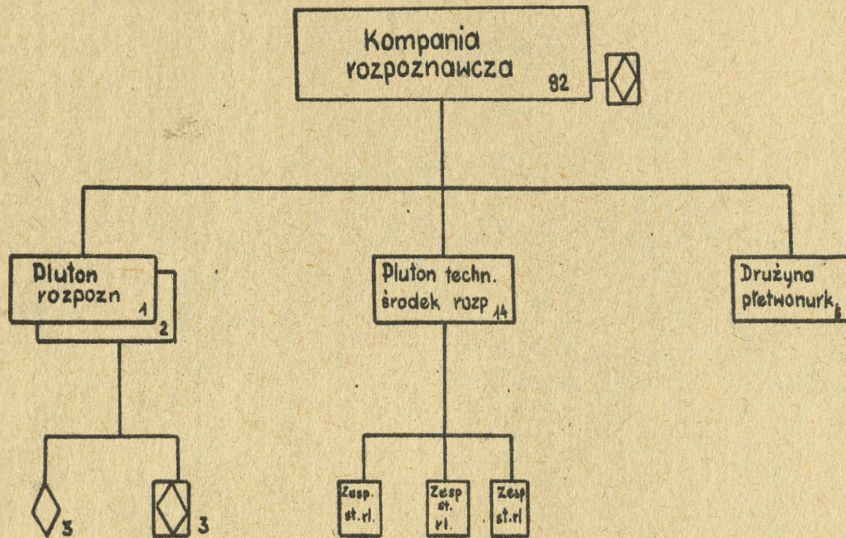 Kompania
rozpoznawcza
92
Pluton
rozpozn
1
2
Pluton techn.
środek rozp
14
Drużyna
płetwonurk
3
3
Zesp.
st.rl.
Zesp
st.
rl.
Zesp
st.rl